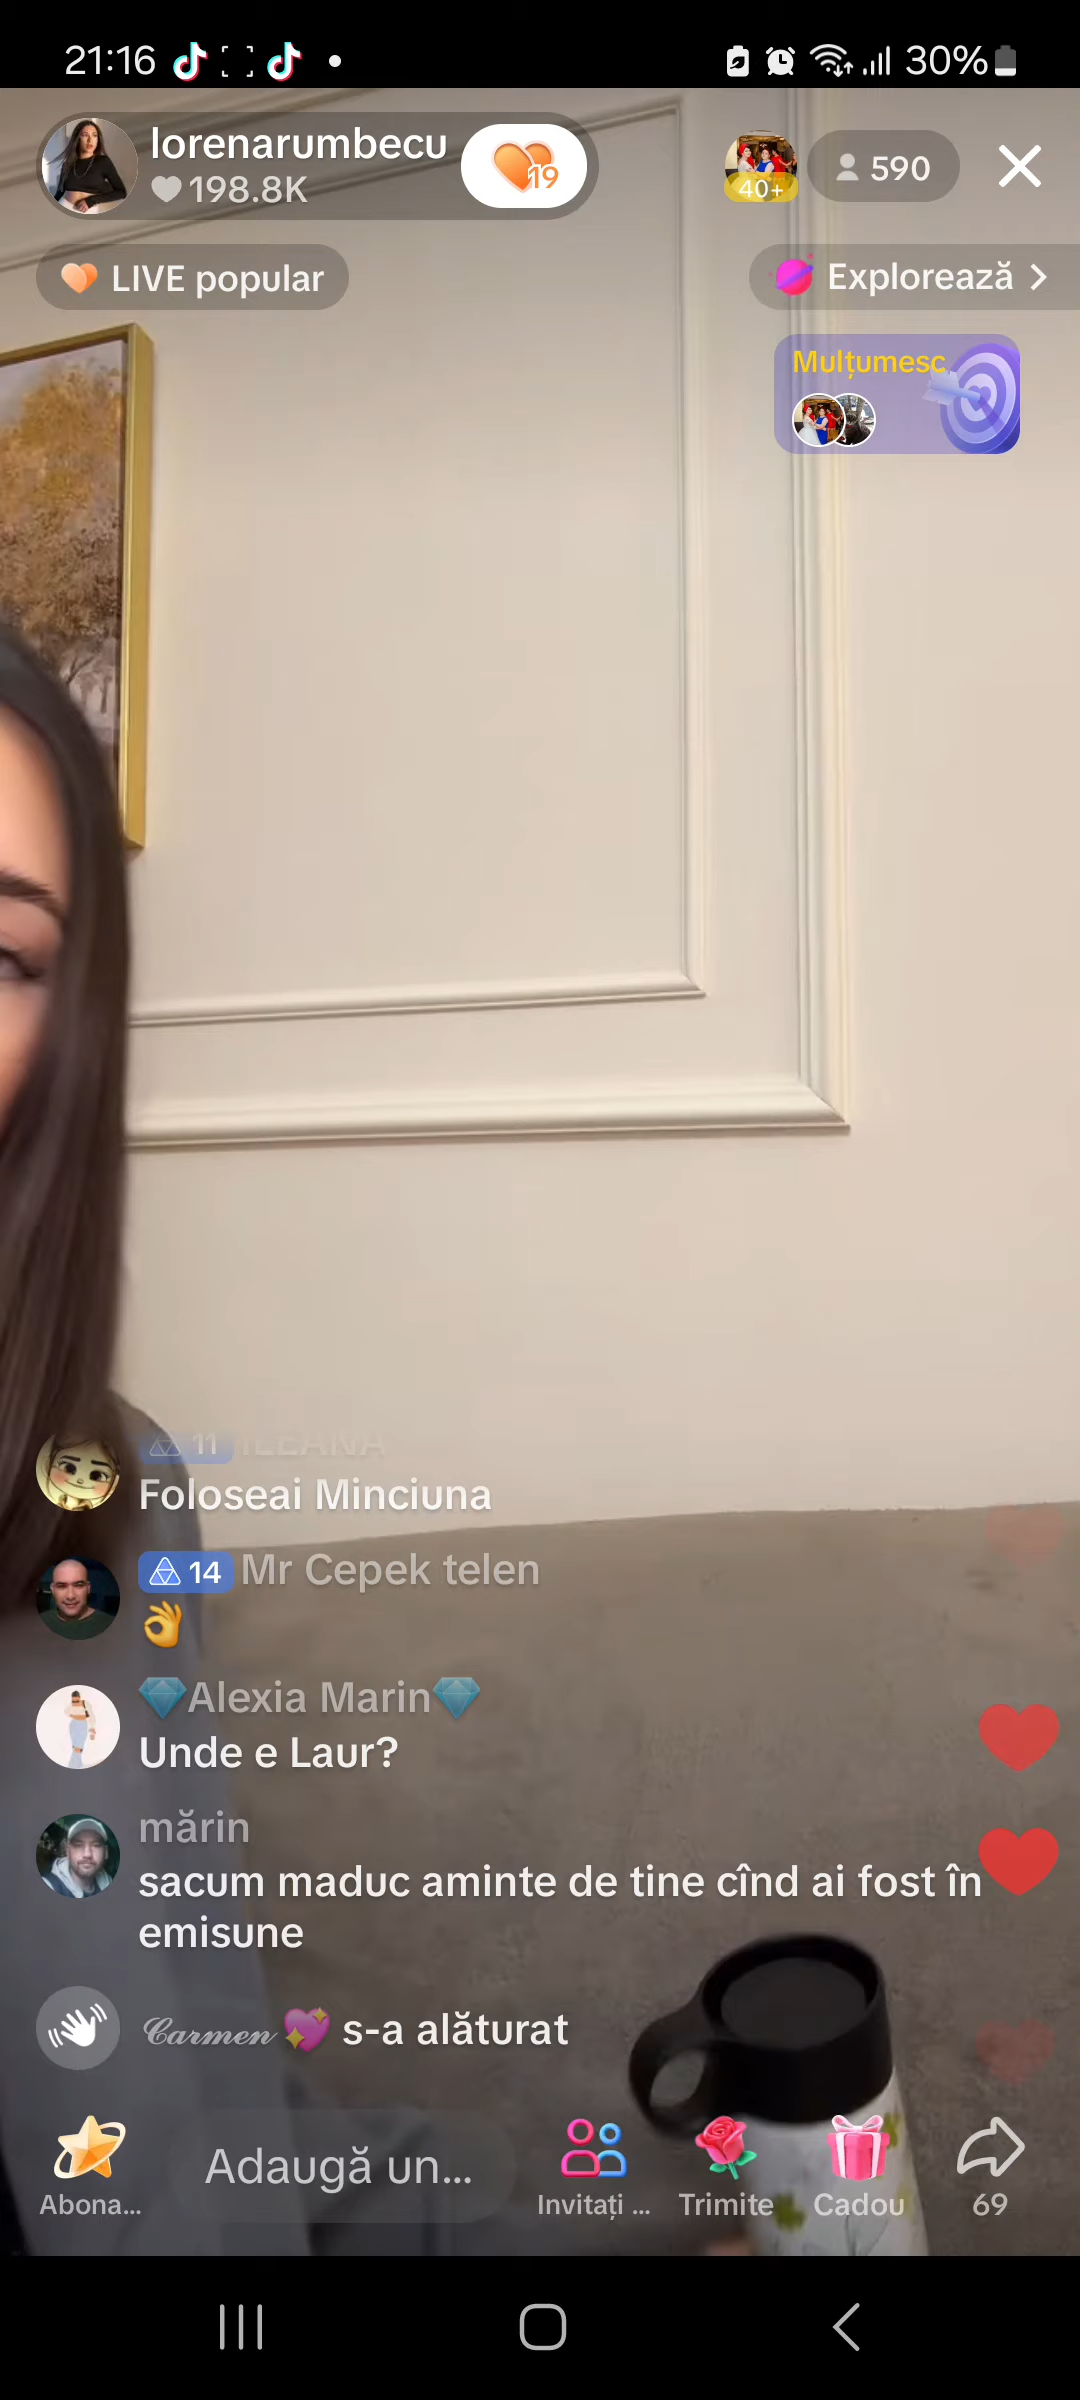 21:16
30%
lorenarumbecu
198.8K
19
40+
590
LIVE popular
Explorează
Mulțumesc
11 ILEANA
Foloseai Minciuna
14 Mr Cepek telen
👌
💎Alexia Marin💎
Unde e Laur?
mărin
sacum maduc aminte de tine cînd ai fost în
emisune
Carmen 💖 s-a alăturat
Adaugă un...
Abona...
Invitați ...
Trimite
Cadou
69